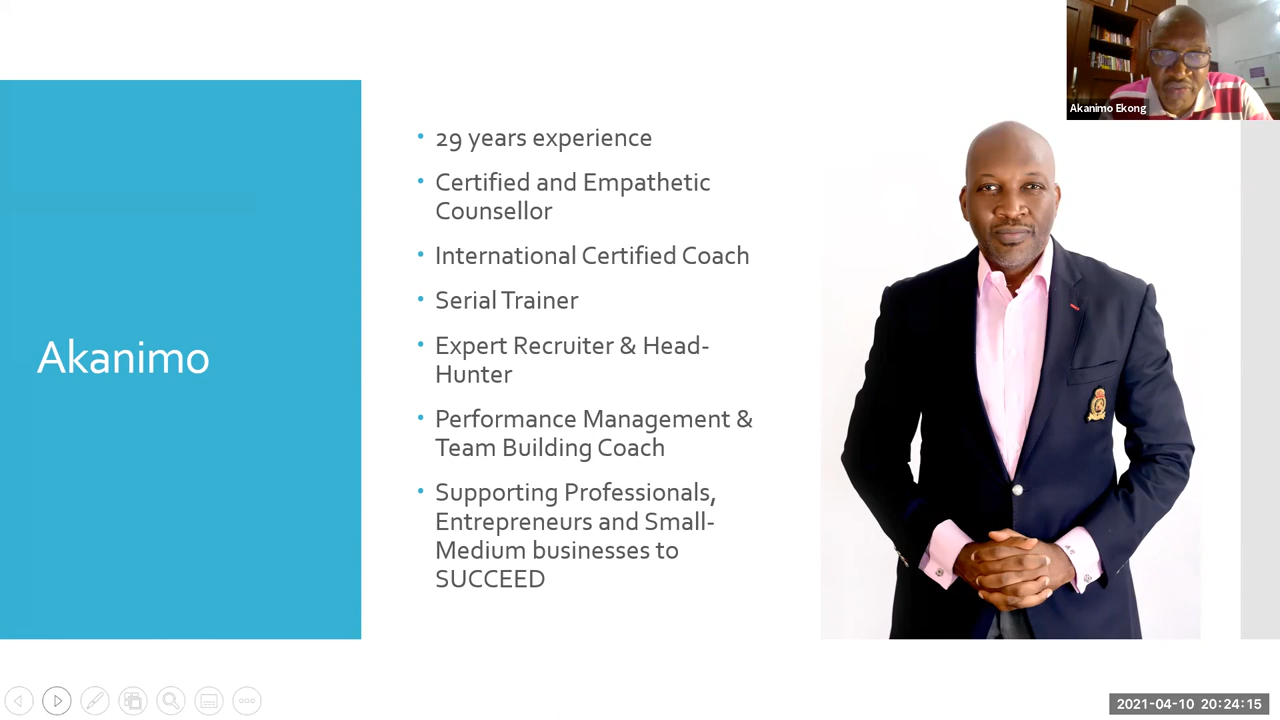 Akanimo Ekong
Akanimo
• 29 years experience
• Certified and Empathetic
Counsellor
• International Certified Coach
• Serial Trainer
• Expert Recruiter & Head-
Hunter
• Performance Management &
Team Building Coach
• Supporting Professionals,
Entrepreneurs and Small-
Medium businesses to
SUCCEED
2021-04-10 20:24:15